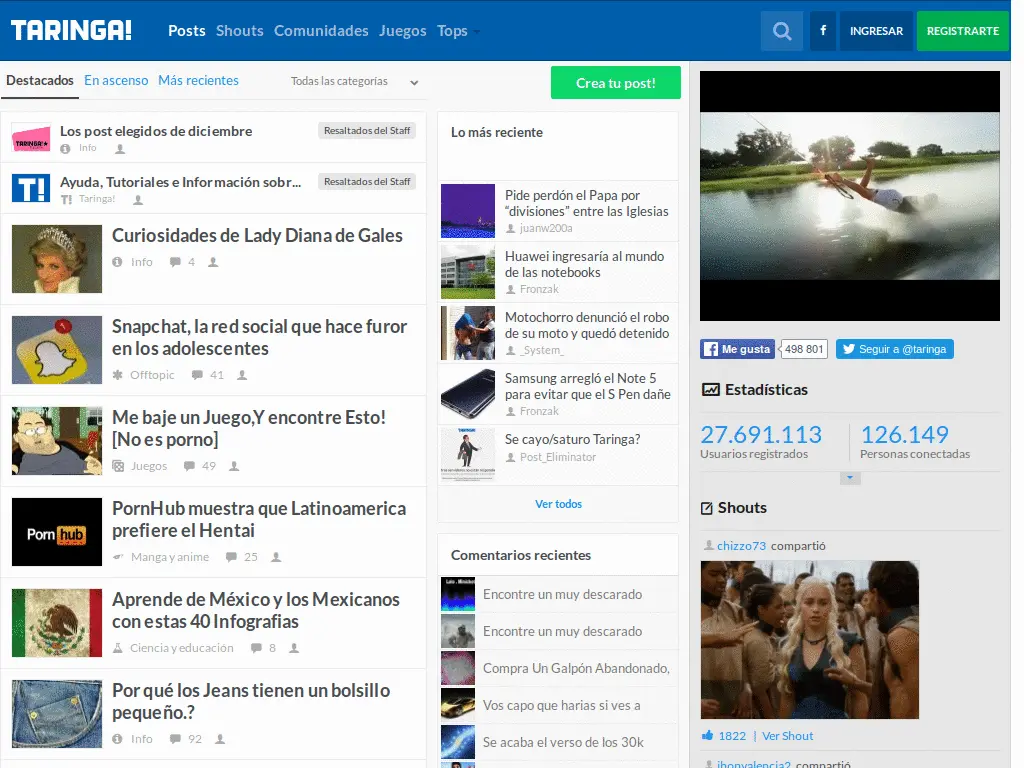 TARINGA!
Posts Shouts Comunidades Juegos Tops
f
INGRESAR
REGISTRARTE
Destacados En ascenso Más recientes
Todas las categorías
Crea tu post!
TARINGA!
Los post elegidos de diciembre
Resaltados del Staff
Info
T!
Ayuda, Tutoriales e Información sobr...
Resaltados del Staff
T! Taringa!
Curiosidades de Lady Diana de Gales
Info 4
Snapchat, la red social que hace furor
en los adolescentes
Offtopic 41
Me baje un Juego,Y encontre Esto!
[No es porno]
Juegos 49
Porn hub
PornHub muestra que Latinoamerica
prefiere el Hentai
Manga y anime 25
Aprende de México y los Mexicanos
con estas 40 Infografias
Ciencia y educación 8
Por qué los Jeans tienen un bolsillo
pequeño.?
Info 92
Lo más reciente
Pide perdón el Papa por
“divisiones” entre las Iglesias
juanw200a
Huawei ingresaría al mundo
de las notebooks
Fronzak
Motochorro denunció el robo
de su moto y quedó detenido
_System_
Samsung arregló el Note 5
para evitar que el S Pen dañe
Fronzak
Se cayo/saturo Taringa?
Post_Eliminator
Ver todos
Comentarios recientes
Encontre un muy descarado
Encontre un muy descarado
Compra Un Galpón Abandonado,
Vos capo que harias si ves a
Se acaba el verso de los 30k
f Me gusta 498 801
Seguir a @taringa
Estadísticas
27.691.113
Usuarios registrados
126.149
Personas conectadas
Shouts
chizzo73 compartió
1822 | Ver Shout
jhonvalencia2 compartió